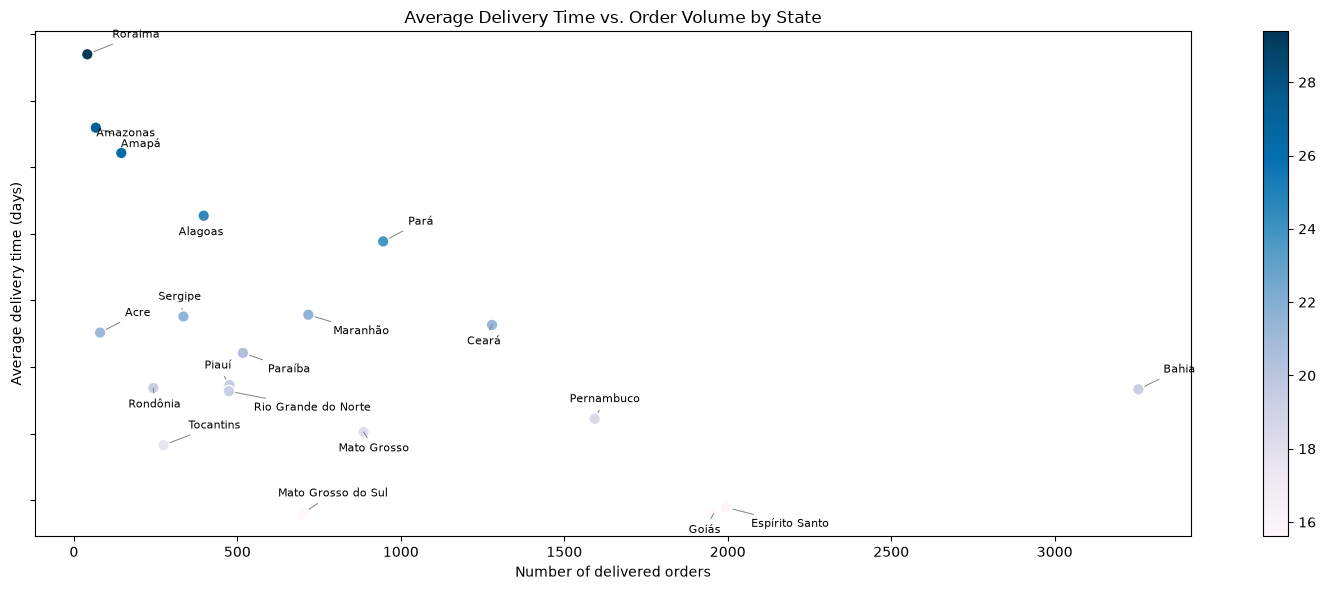 Average Delivery Time vs. Order Volume by State
Roraima
Amazonas
Amapá
Alagoas
Pará
Sergipe
Acre
Maranhão
Ceará
Piauí
Paraíba
Bahia
Rondônia
Rio Grande do Norte
Pernambuco
Tocantins
Mato Grosso
Mato Grosso do Sul
Goiás
Espírito Santo
Average delivery time (days)
0 500 1000 1500 2000 2500 3000
Number of delivered orders
28
26
24
22
20
18
16